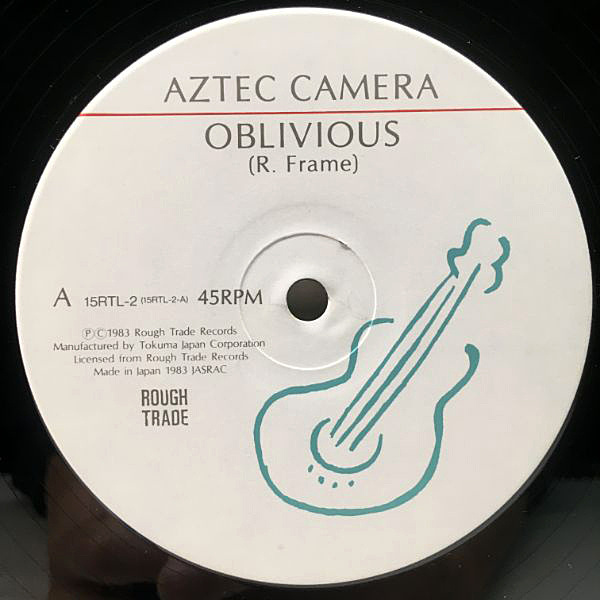 AZTEC CAMERA
OBLIVIOUS
(R. Frame)
A 15RTL-2 (15RTL-2-A) 45RPM
Ⓟ Ⓒ 1983 Rough Trade Records
Manufactured by Tokuma Japan Corporation
Licensed from Rough Trade Records
Made in Japan 1983 JASRAC
ROUGH
TRADE